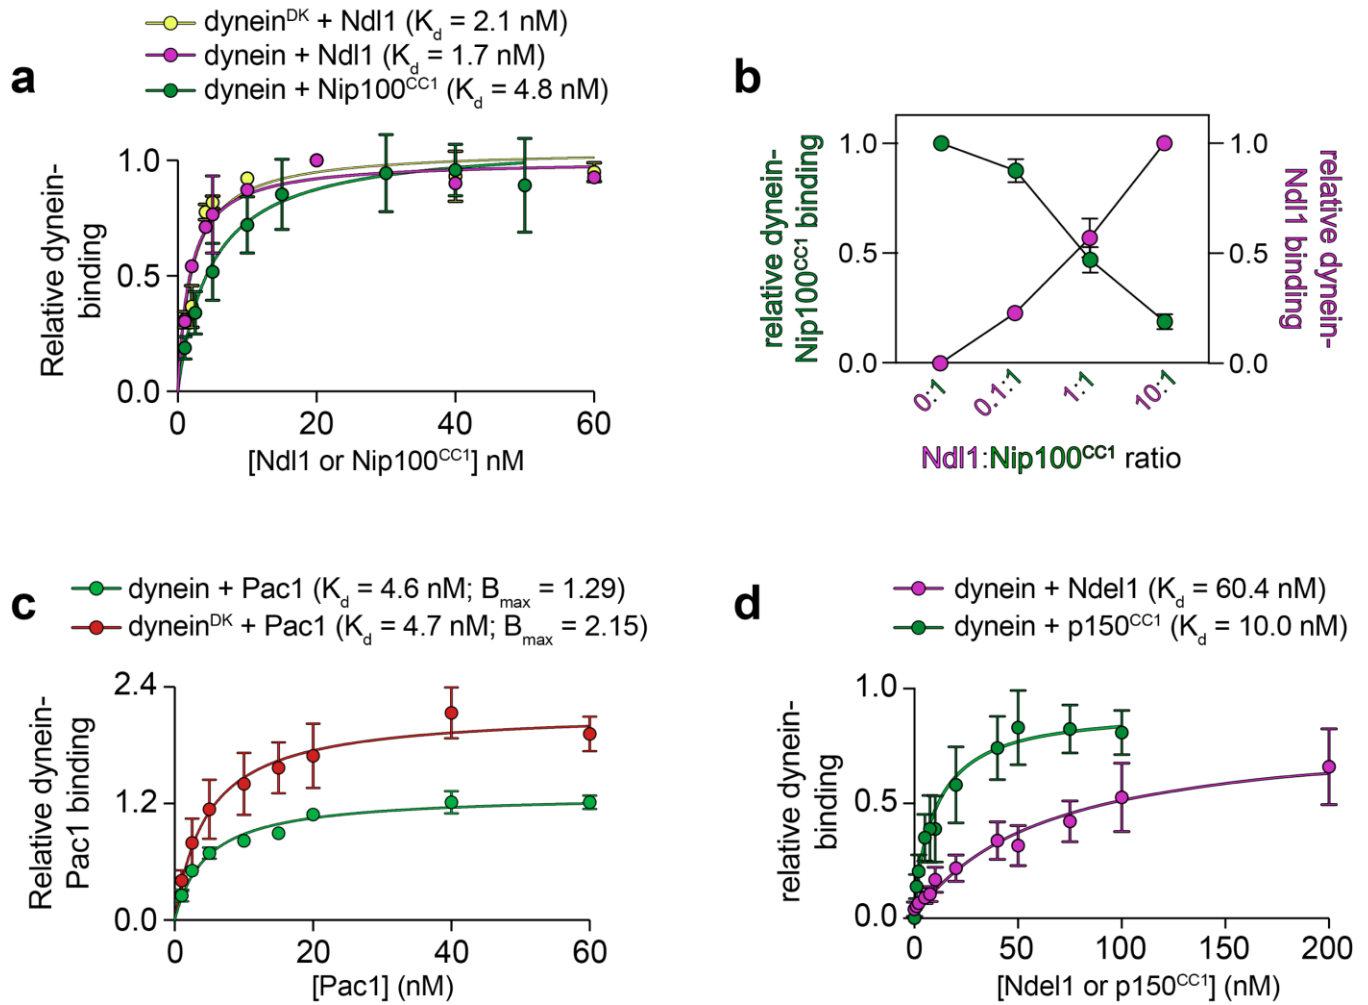 a
dynein^DK + Ndl1 (K_d = 2.1 nM)
dynein + Ndl1 (K_d = 1.7 nM)
dynein + Nip100^CC1 (K_d = 4.8 nM)
Relative dynein-
binding
1.0
0.5
0.0
0 20 40 60
[Ndl1 or Nip100^CC1] nM
b
relative dynein-
Nip100^CC1 binding
1.0
0.5
0.0
1.0
0.5
0.0
relative dynein-
Ndl1 binding
0:1 0.1:1 1:1 10:1
Ndl1:Nip100^CC1 ratio
c
dynein + Pac1 (K_d = 4.6 nM; B_max = 1.29)
dynein^DK + Pac1 (K_d = 4.7 nM; B_max = 2.15)
Relative dynein-
Pac1 binding
2.4
1.2
0.0
0 20 40 60
[Pac1] (nM)
d
dynein + Ndel1 (K_d = 60.4 nM)
dynein + p150^CC1 (K_d = 10.0 nM)
relative dynein-
binding
1.0
0.5
0.0
0 50 100 150 200
[Ndel1 or p150^CC1] (nM)